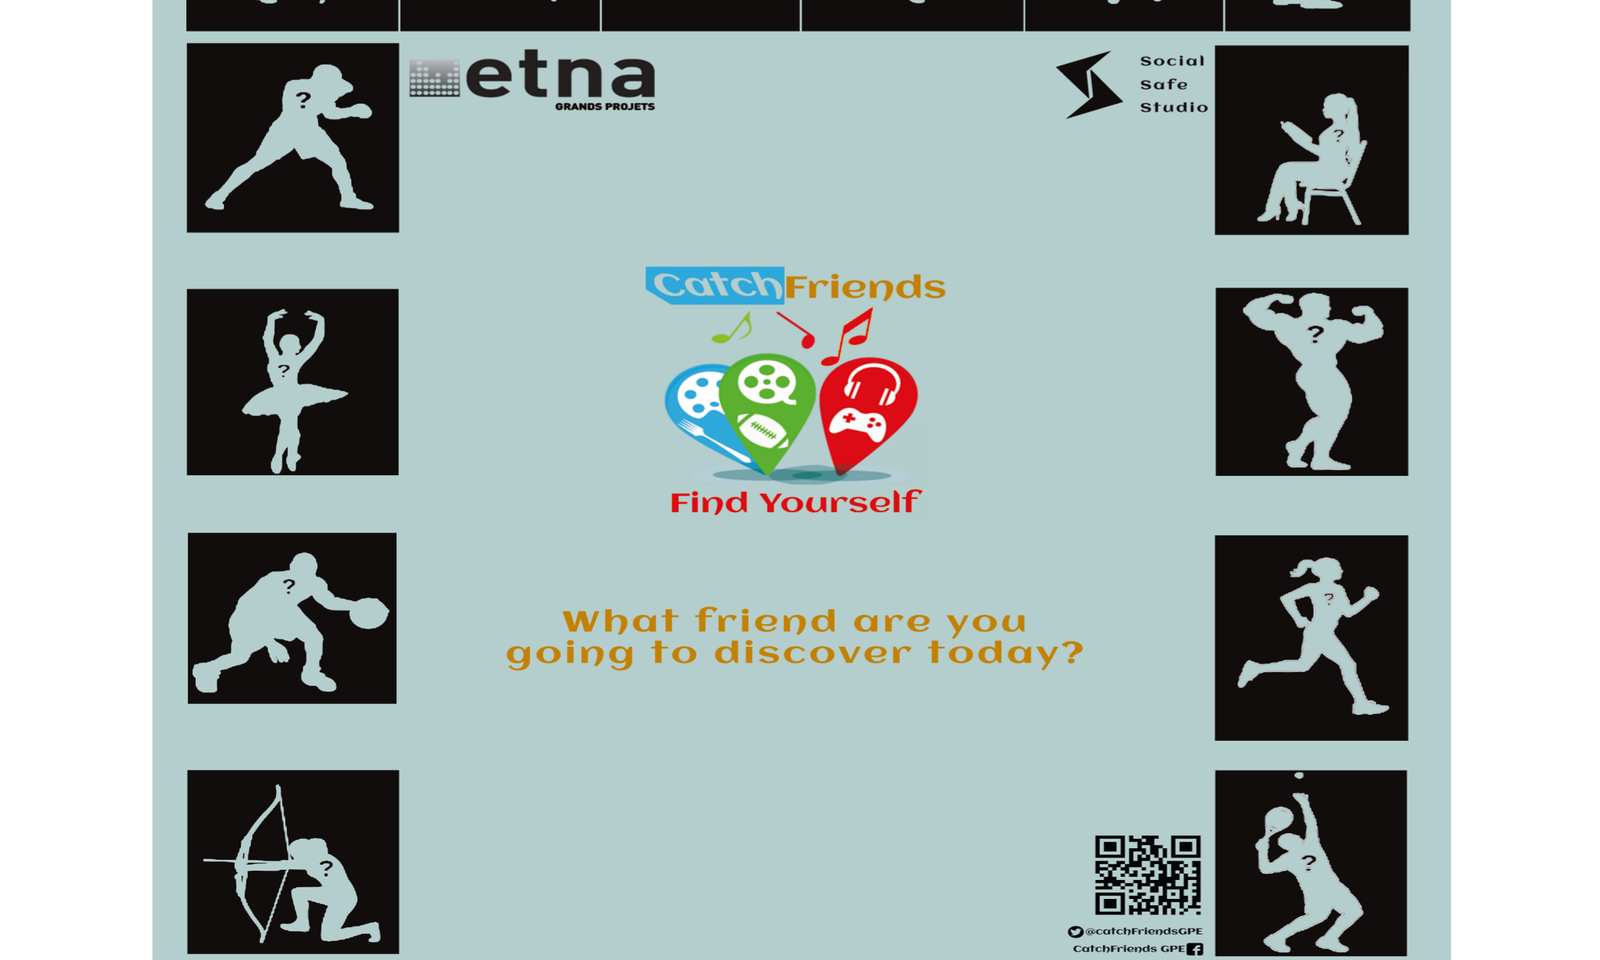 etna
GRANDS PROJETS
Social
Safe
Studio
?
?
CatchFriends
?
?
Find Yourself
?
?
What friend are you
going to discover today?
?
?
@catchFriendsGPE
CatchFriends GPE